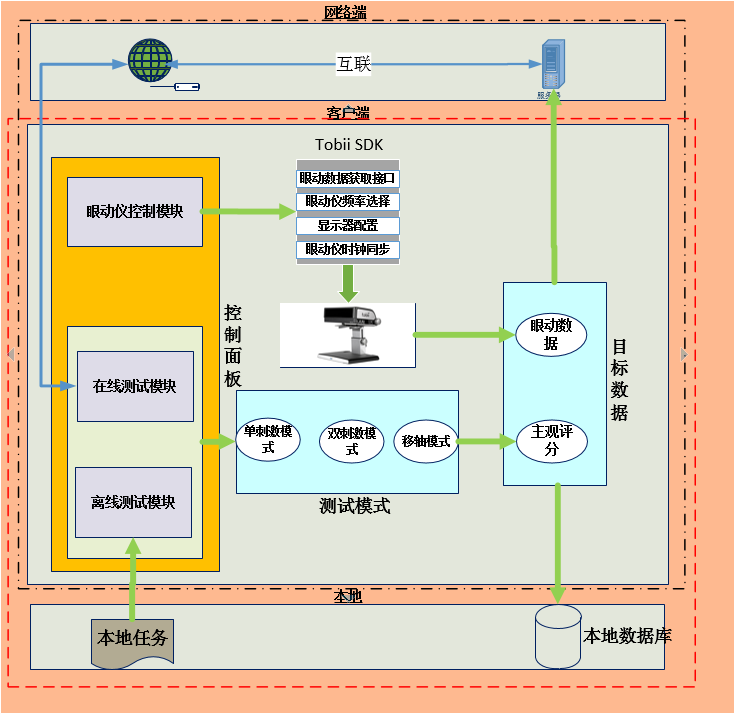 网络端
互联
服务器
客户端
Tobii SDK
眼动数据获取接口
眼动仪频率选择
显示器配置
眼动仪时钟同步
眼动仪控制模块
控制面板
在线测试模块
离线测试模块
单刺激模
式
双刺激模
式
移轴模式
测试模式
眼动数
据
主观评
分
目标数据
本地
本地任务
本地数据库